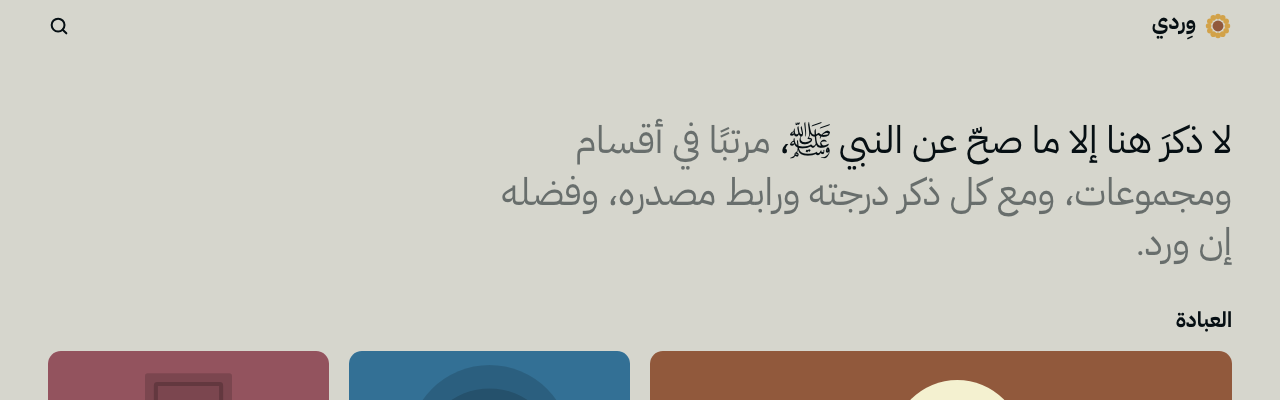 وِردي
لا ذكرَ هنا إلا ما صحّ عن النبي ﷺ، مرتبًا في أقسام
ومجموعات، ومع كل ذكر درجته ورابط مصدره، وفضله
إن ورد.
العبادة